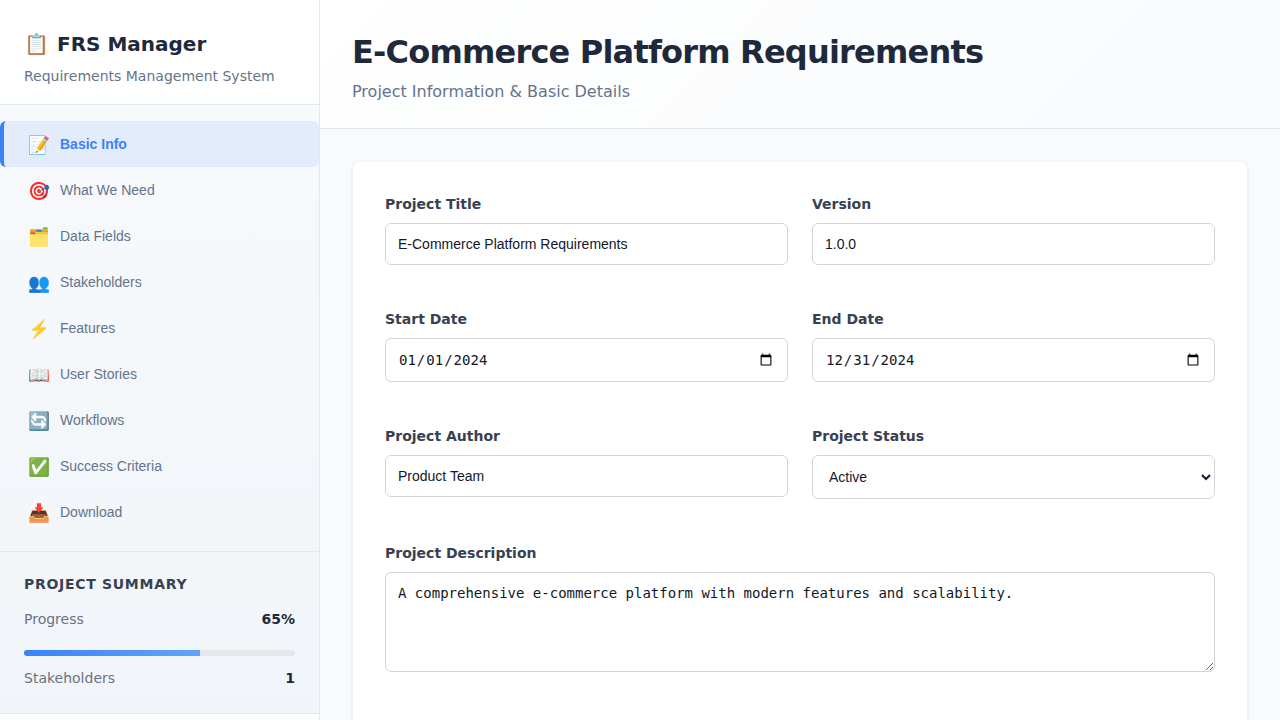 📋 FRS Manager
Requirements Management System
📝 Basic Info
🎯 What We Need
🗂️ Data Fields
👥 Stakeholders
⚡ Features
📖 User Stories
🔄 Workflows
✅ Success Criteria
📥 Download
PROJECT SUMMARY
Progress 65%
Stakeholders 1
E-Commerce Platform Requirements
Project Information & Basic Details
Project Title Version
E-Commerce Platform Requirements 1.0.0
Start Date End Date
01/01/2024 12/31/2024
Project Author Project Status
Product Team Active
Project Description
A comprehensive e-commerce platform with modern features and scalability.